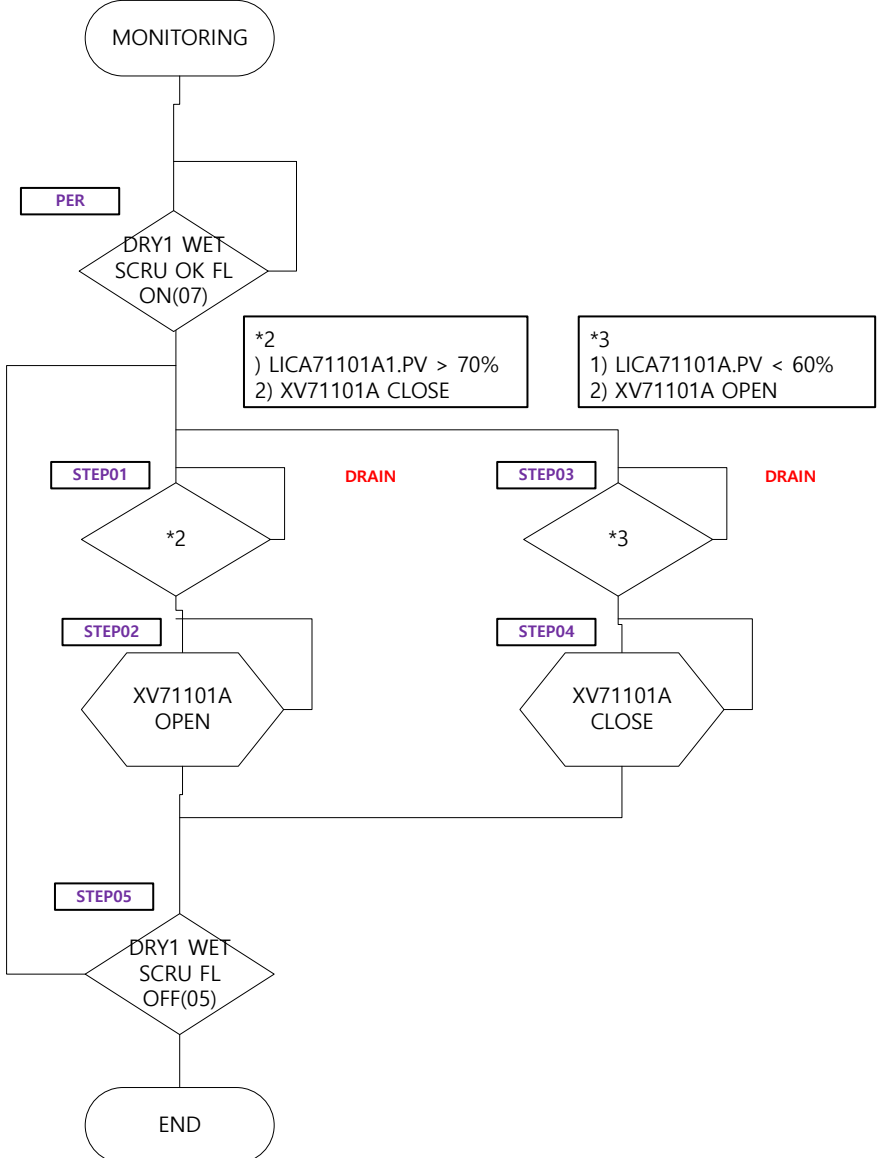 MONITORING
PER
DRY1 WET
SCRU OK FL
ON(07)
*2
) LICA71101A1.PV > 70%
2) XV71101A CLOSE
*3
1) LICA71101A.PV < 60%
2) XV71101A OPEN
STEP01
DRAIN
STEP03
DRAIN
*2
*3
STEP02
STEP04
XV71101A
OPEN
XV71101A
CLOSE
STEP05
DRY1 WET
SCRU FL
OFF(05)
END